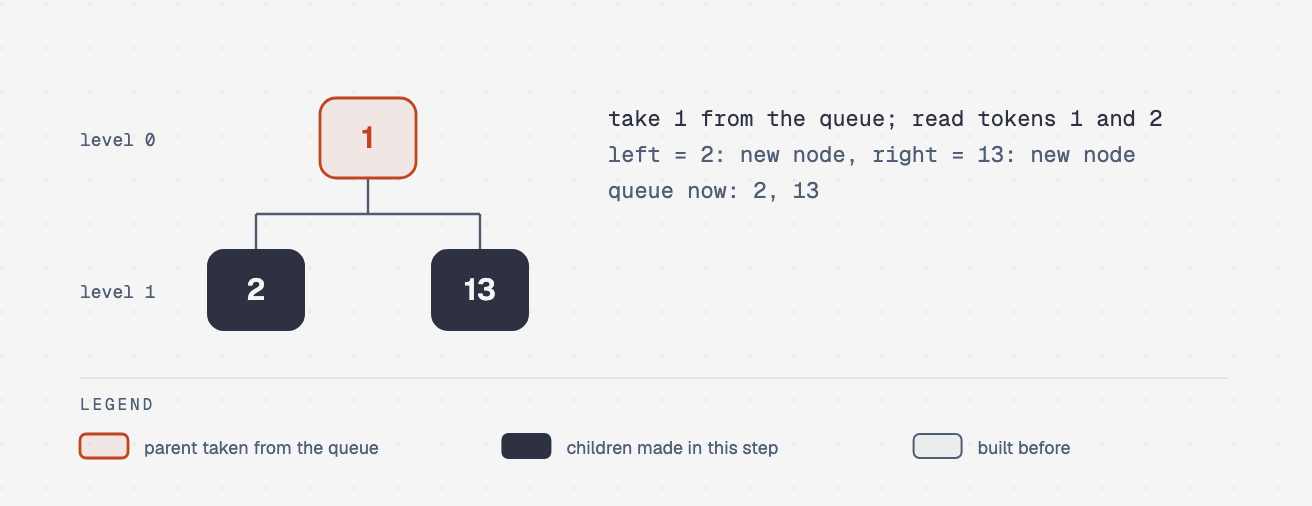 level 0
1
take 1 from the queue; read tokens 1 and 2
left = 2: new node, right = 13: new node
queue now: 2, 13
level 1
2
13
LEGEND
parent taken from the queue
children made in this step
built before